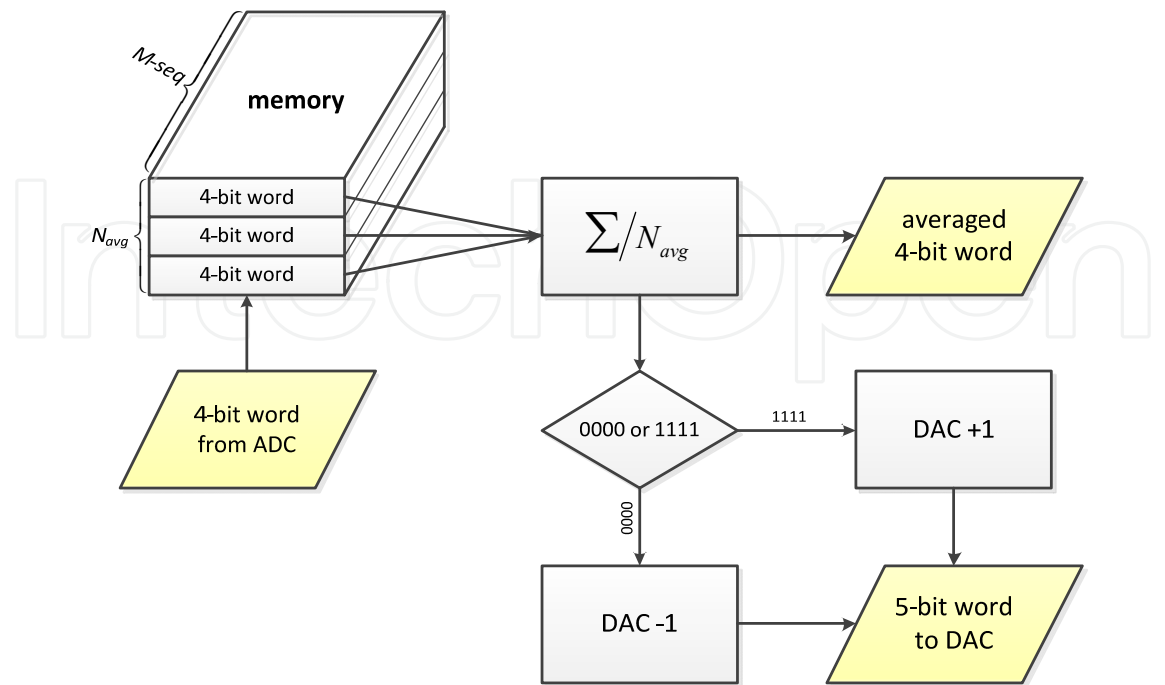 M-seq
memory
4-bit word
N_avg
4-bit word
4-bit word
∑/N_avg
averaged
4-bit word
IntechOpen
4-bit word
from ADC
0000 or 1111
1111
DAC +1
0000
DAC -1
5-bit word
to DAC